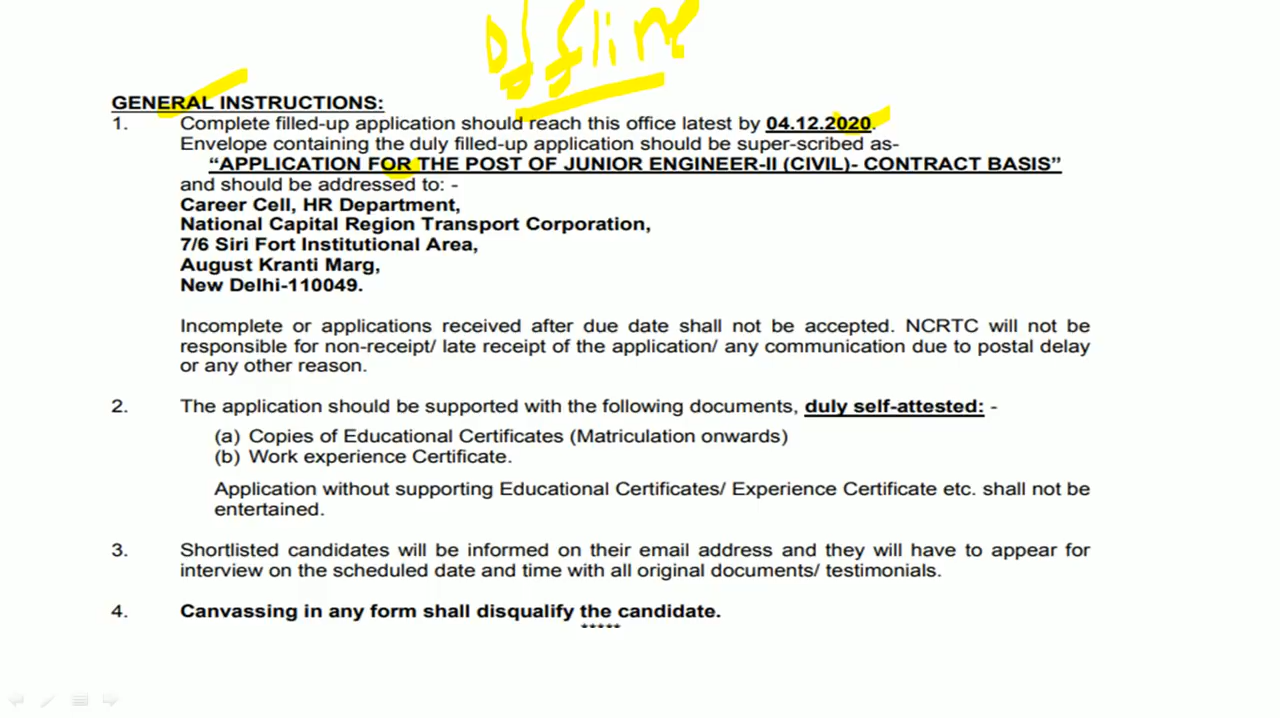 Offline
GENERAL INSTRUCTIONS:
1. Complete filled-up application should reach this office latest by 04.12.2020.
Envelope containing the duly filled-up application should be super-scribed as-
“APPLICATION FOR THE POST OF JUNIOR ENGINEER-II (CIVIL)- CONTRACT BASIS”
and should be addressed to: -
Career Cell, HR Department,
National Capital Region Transport Corporation,
7/6 Siri Fort Institutional Area,
August Kranti Marg,
New Delhi-110049.
Incomplete or applications received after due date shall not be accepted. NCRTC will not be
responsible for non-receipt/ late receipt of the application/ any communication due to postal delay
or any other reason.
2. The application should be supported with the following documents, duly self-attested: -
(a) Copies of Educational Certificates (Matriculation onwards)
(b) Work experience Certificate.
Application without supporting Educational Certificates/ Experience Certificate etc. shall not be
entertained.
3. Shortlisted candidates will be informed on their email address and they will have to appear for
interview on the scheduled date and time with all original documents/ testimonials.
4. Canvassing in any form shall disqualify the candidate.
*****